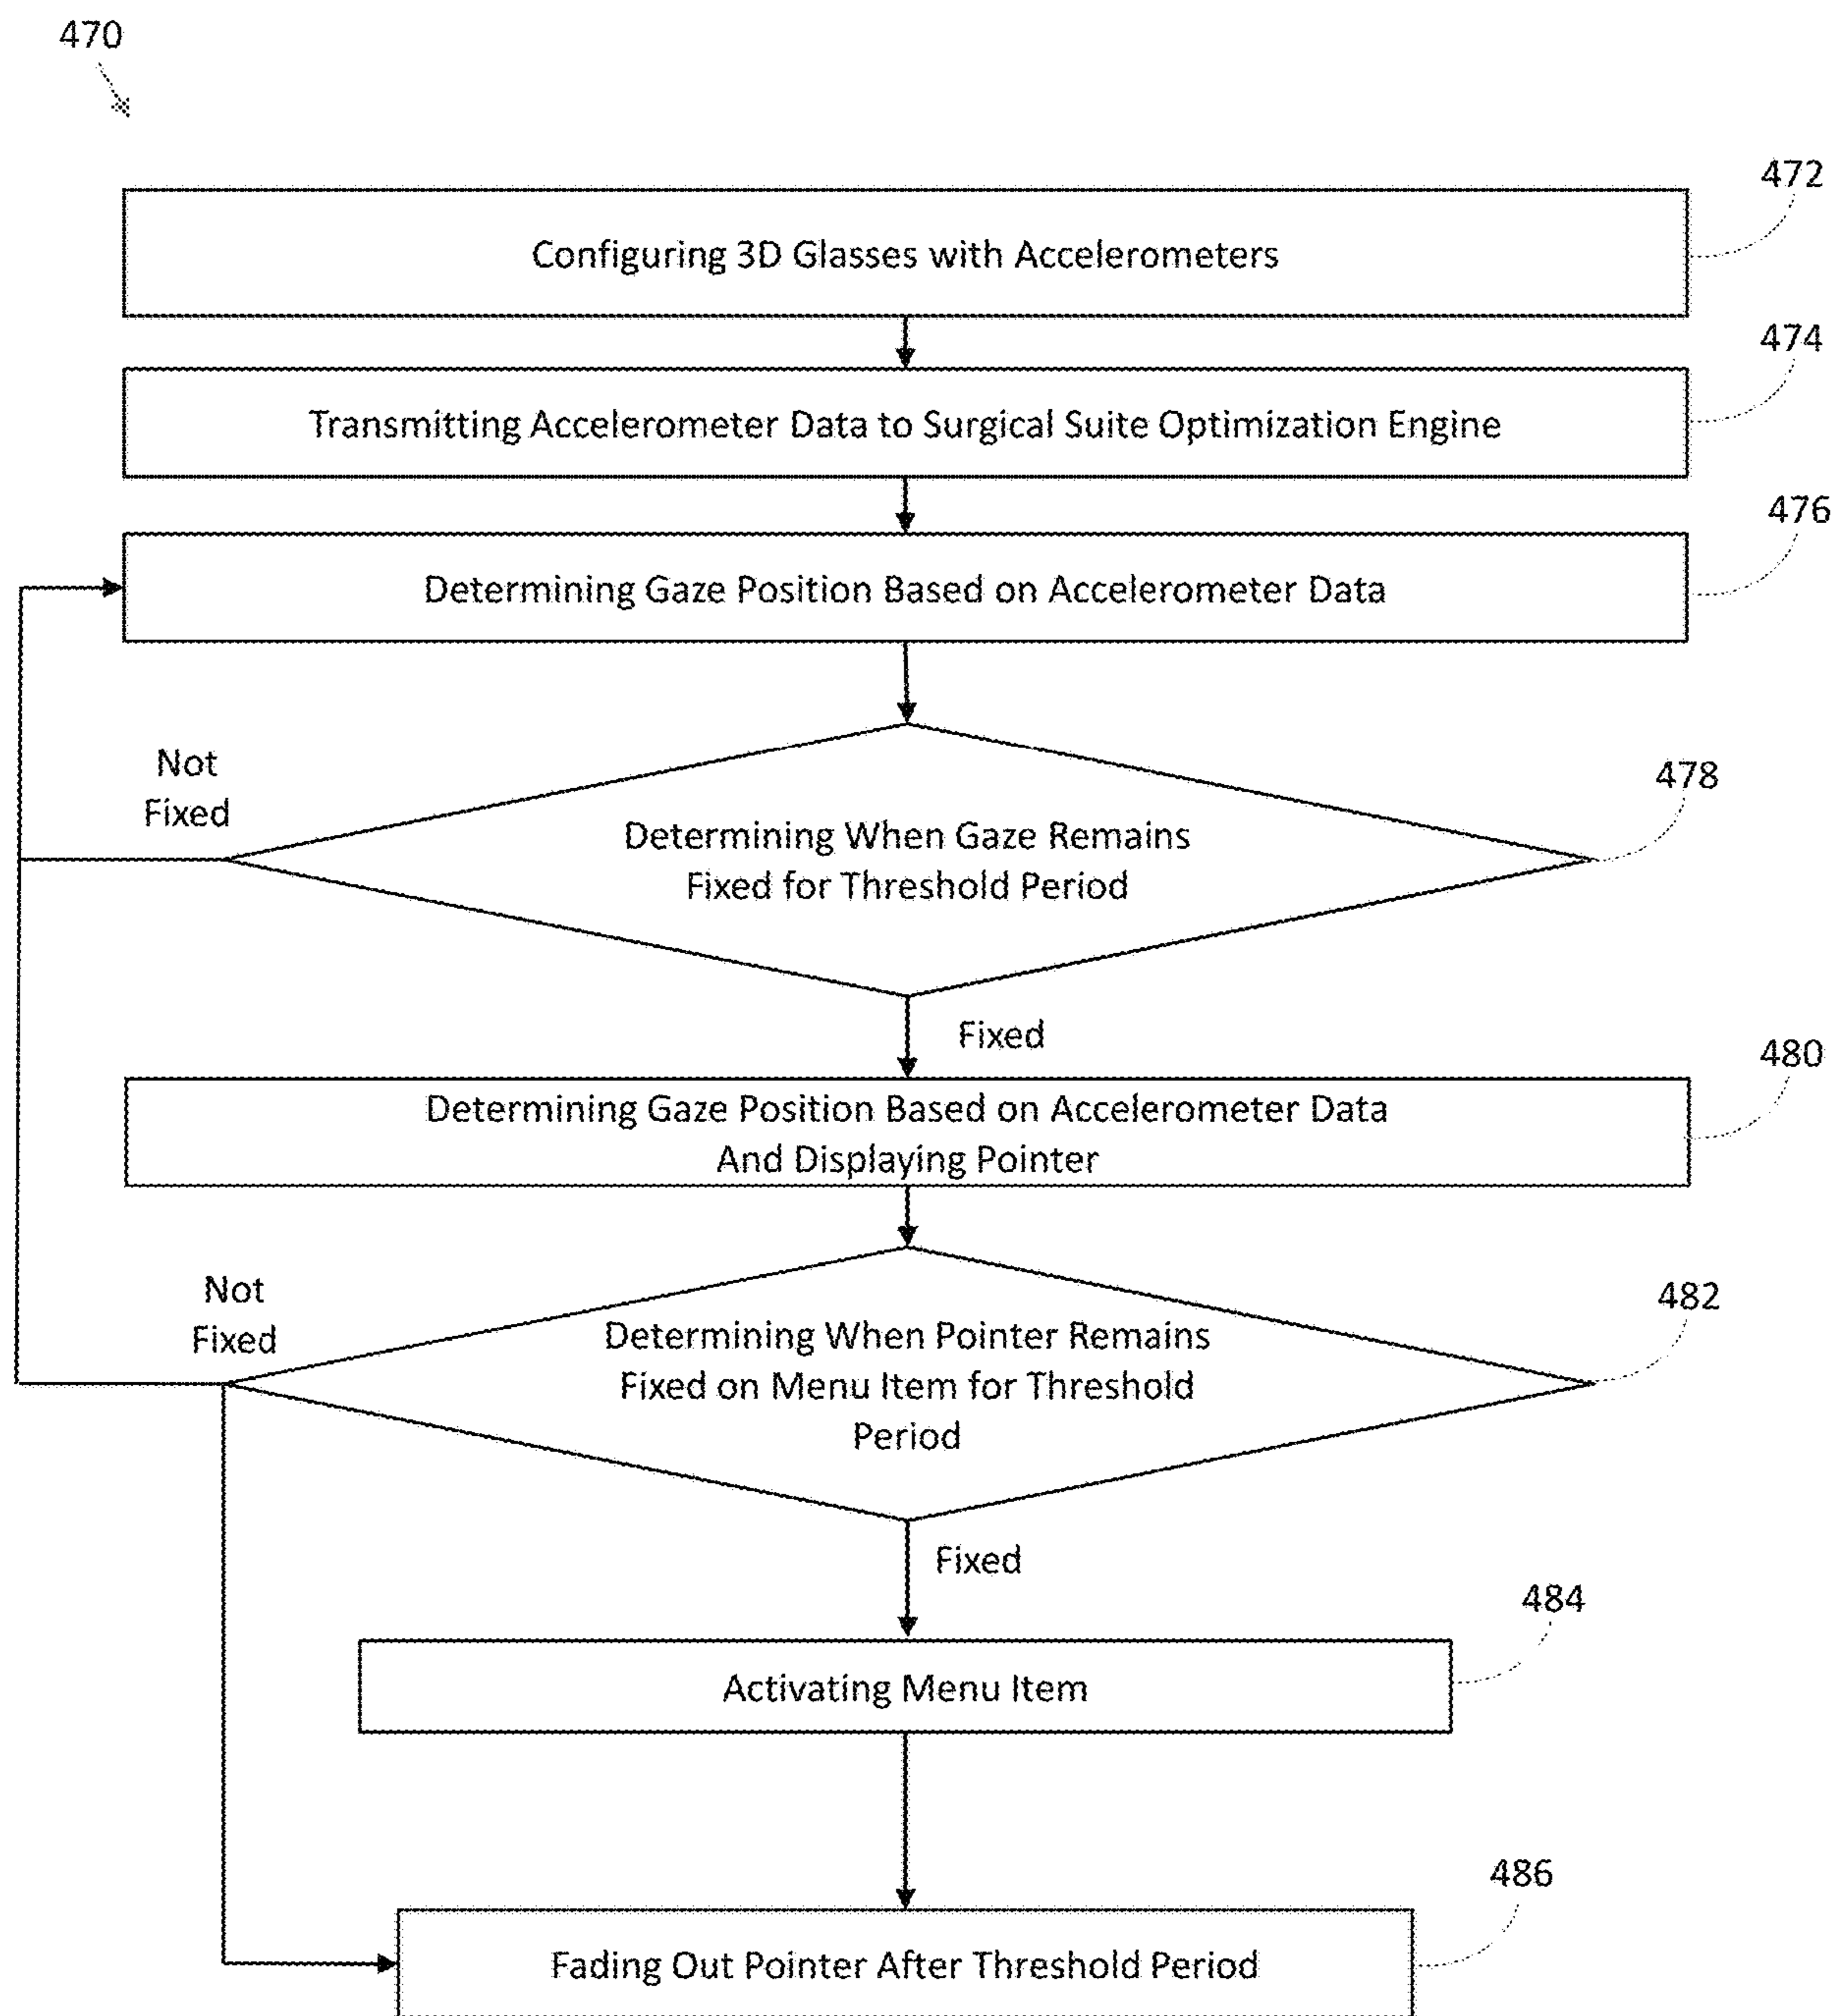 470
472
Configuring 3D Glasses with Accelerometers
474
Transmitting Accelerometer Data to Surgical Suite Optimization Engine
476
Determining Gaze Position Based on Accelerometer Data
Not
Fixed
478
Determining When Gaze Remains
Fixed for Threshold Period
Fixed
480
Determining Gaze Position Based on Accelerometer Data
And Displaying Pointer
Not
Fixed
482
Determining When Pointer Remains
Fixed on Menu Item for Threshold
Period
Fixed
484
Activating Menu Item
486
Fading Out Pointer After Threshold Period